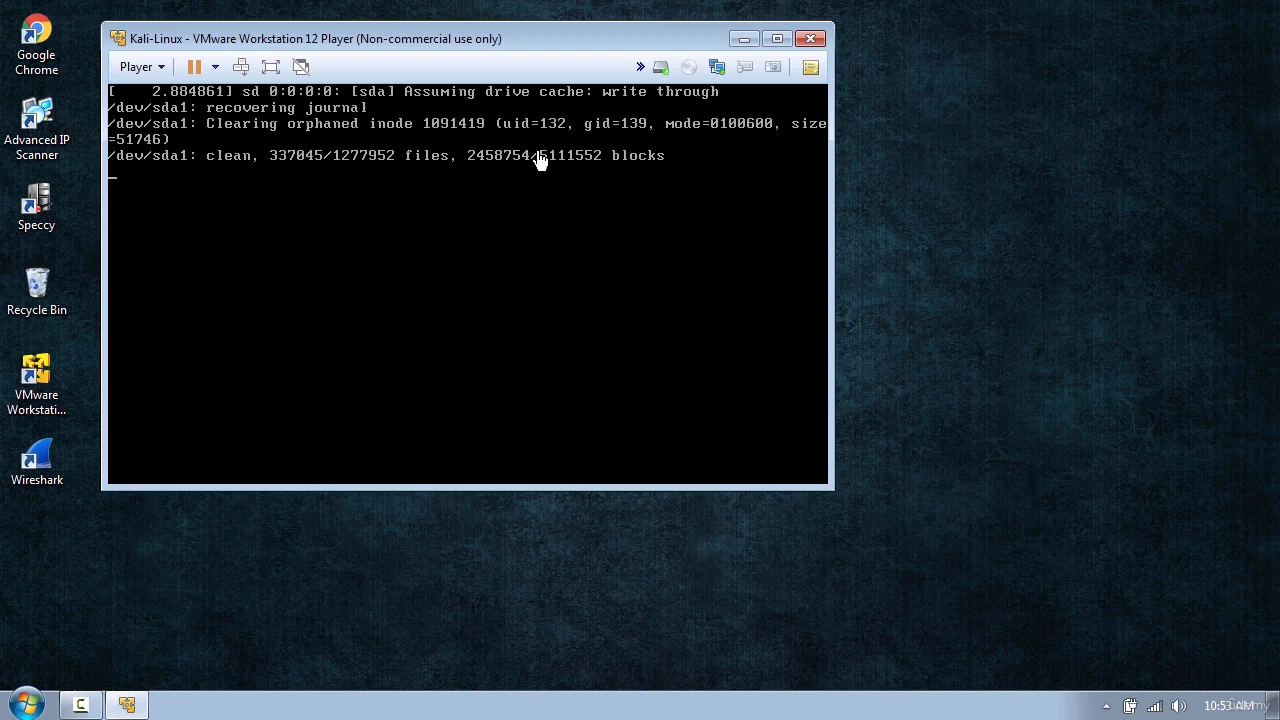 Google
Chrome
Advanced IP
Scanner
Speccy
Recycle Bin
VMware
Workstati...
Wireshark
Kali-Linux - VMware Workstation 12 Player (Non-commercial use only)
Player
[    2.884861] sd 0:0:0:0: [sda] Assuming drive cache: write through
/dev/sda1: recovering journal
/dev/sda1: Clearing orphaned inode 1091419 (uid=132, gid=139, mode=0100600, size
=51746)
/dev/sda1: clean, 337045/1277952 files, 2458754/5111552 blocks
10:53 AM